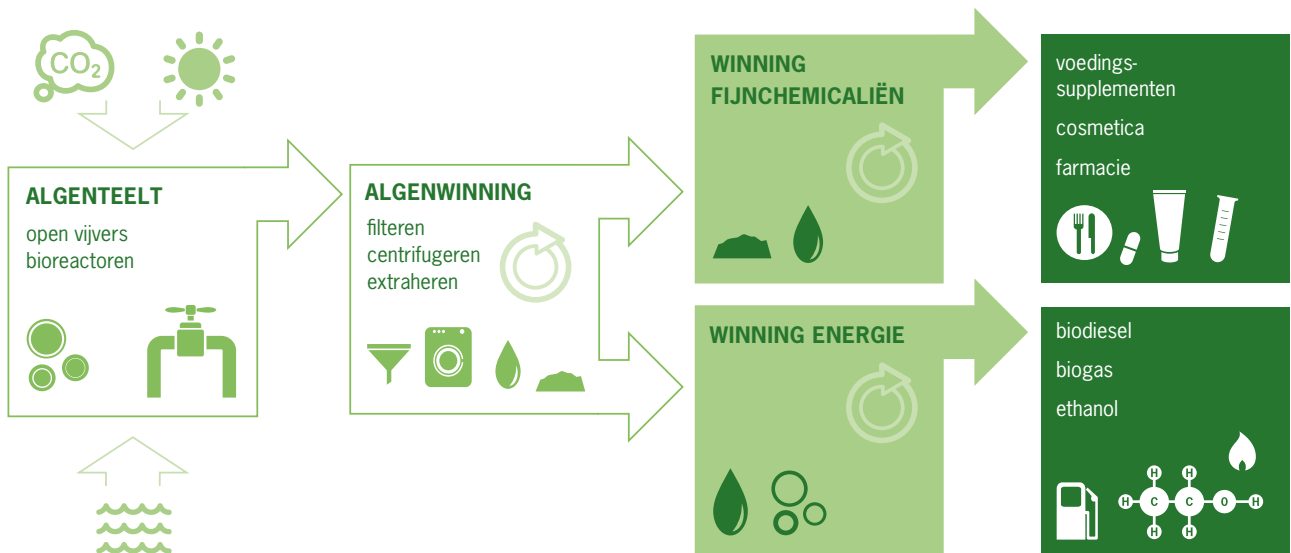 CO2
ALGENTEELT
open vijvers
bioreactoren
ALGENWINNING
filteren
centrifugeren
extraheren
WINNING
FIJNCHEMICALIËN
voedings-
supplementen
cosmetica
farmacie
WINNING ENERGIE
biodiesel
biogas
ethanol
H H
H C C O H
H H